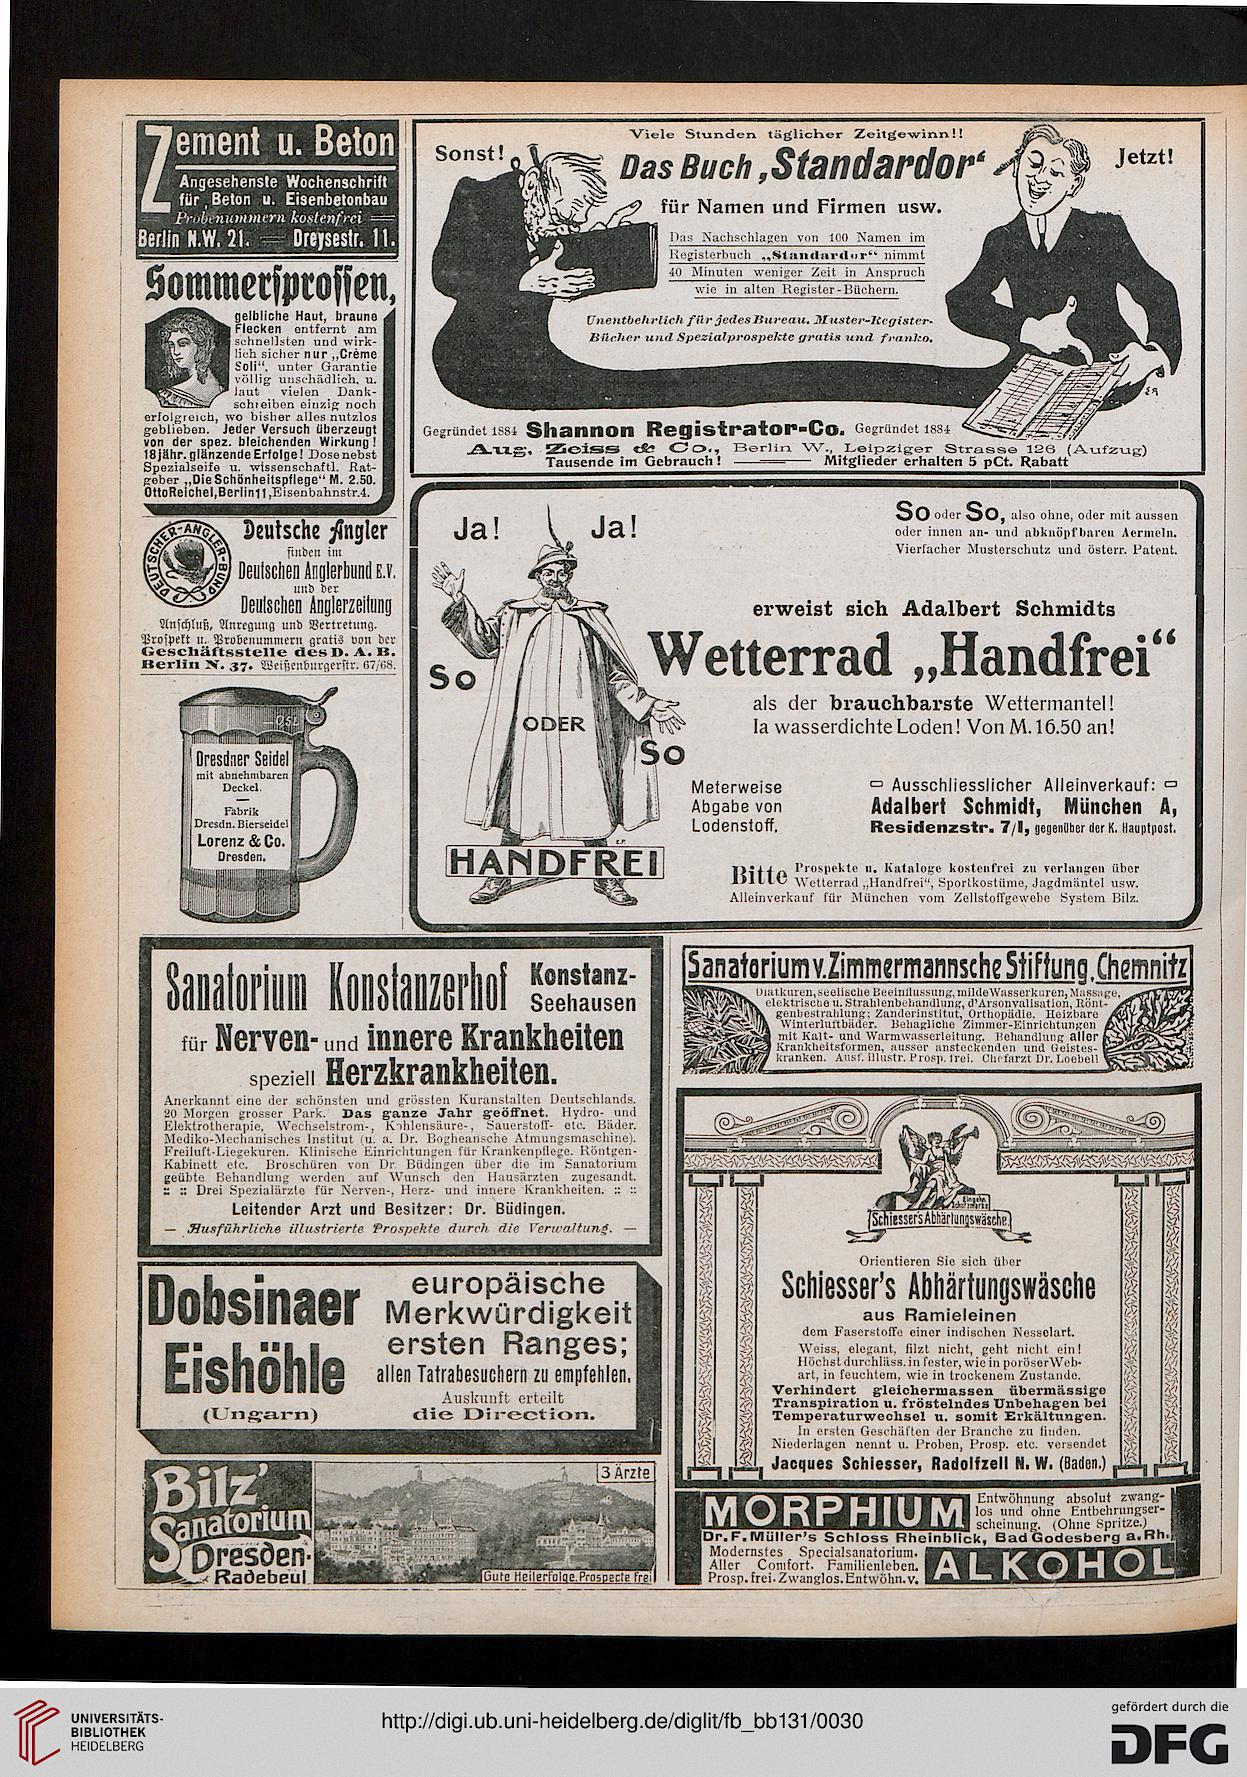 Zement u. Beton
Angesehenste Wochenschrift
für Beton u. Eisenbetonbau
Probenummern kostenfrei
Berlin N.W. 21. Dreysestr. 11.
Sommersprossen,
gelbliche Haut, braune
Flecken entfernt am
schnellsten und wirk-
lich sicher nur „Crême
Soli“, unter Garantie
völlig unschädlich, u.
laut vielen Dank-
schreiben einzig noch
erfolgreich, wo bisher alles nutzlos
geblieben. Jeder Versuch überzeugt
von der spez. bleichenden Wirkung!
18jähr. glänzende Erfolge! Dose nebst
Spezialseife u. wissenschaftl. Rat-
geber „Die Schönheitspflege“ M. 2.50.
Otto Reichel, Berlin 11, Eisenbahnstr. 4.
DEUTSCHER-ANGLER-BUND
Deutsche Angler
finden im
Deutschen Anglerbund E.V.
und der
Deutschen Anglerzeitung
Anschluß, Anregung und Vertretung.
Prospekt u. Probenummern gratis von der
Geschäftsstelle des D. A. B.
Berlin N. 37. Weißenburgerstr. 67/68.
0,5 L
Dresdner Seidel
mit abnehmbaren
Deckel.
Fabrik
Dresdn. Bierseidel
Lorenz & Co.
Dresden.
Viele Stunden täglicher Zeitgewinn!!
Sonst!
Das Buch ‚Standardor‘
Jetzt!
für Namen und Firmen usw.
Das Nachschlagen von 100 Namen im
Registerbuch „Standardor“ nimmt
40 Minuten weniger Zeit in Anspruch
wie in alten Register-Büchern.
Unentbehrlich für jedes Bureau. Muster-Register-
Bücher und Spezialprospekte gratis und franko.
Gegründet 1884 Shannon Registrator-Co. Gegründet 1884
Aug. Zeiss & Co., Berlin W., Leipziger Strasse 126 (Aufzug)
Tausende im Gebrauch! Mitglieder erhalten 5 pCt. Rabatt
Ja! Ja!
So oder So, also ohne, oder mit aussen
oder innen an- und abknöpfbaren Aermeln.
Vierfacher Musterschutz und österr. Patent.
erweist sich Adalbert Schmidts
Wetterrad „Handfrei“
als der brauchbarste Wettermantel!
Ia wasserdichte Loden! Von M. 16.50 an!
So
ODER
So
HANDFREI
Meterweise
Abgabe von
Lodenstoff.
Ausschliesslicher Alleinverkauf:
Adalbert Schmidt, München A,
Residenzstr. 7/I, gegenüber der K. Hauptpost.
Bitte Prospekte u. Kataloge kostenfrei zu verlangen über
Wetterrad „Handfrei“, Sportkostüme, Jagdmäntel usw.
Alleinverkauf für München vom Zellstoffgewebe System Bilz.
Sanatorium Konstanzerhof Konstanz-
Seehausen
für Nerven- und innere Krankheiten
speziell Herzkrankheiten.
Anerkannt eine der schönsten und grössten Kuranstalten Deutschlands.
20 Morgen grosser Park. Das ganze Jahr geöffnet. Hydro- und
Elektrotherapie, Wechselstrom-, Kohlensäure-, Sauerstoff- etc. Bäder.
Mediko-Mechanisches Institut (u. a. Dr. Bogheansche Atmungsmaschine).
Freiluft-Liegekuren. Klinische Einrichtungen für Krankenpflege. Röntgen-
Kabinett etc. Broschüren von Dr. Büdingen über die im Sanatorium
geübte Behandlung werden auf Wunsch den Hausärzten zugesandt.
:: :: Drei Spezialärzte für Nerven-, Herz- und innere Krankheiten. :: ::
Leitender Arzt und Besitzer: Dr. Büdingen.
— Ausführliche illustrierte Prospekte durch die Verwaltung. —
Dobsinaer
Eishöhle
(Ungarn)
europäische
Merkwürdigkeit
ersten Ranges;
allen Tatrabesuchern zu empfehlen.
Auskunft erteilt
die Direction.
Bilz'
Sanatorium
Dresden-
Radebeul
3 Ärzte
Gute Heilerfolge. Prospecte frei
Sanatorium v. Zimmermannsche Stiftung, Chemnitz
Diätkuren, seelische Beeinflussung, milde Wasserkuren, Massage,
elektrische u. Strahlenbehandlung, d'Arsonvalisation, Rönt-
genbestrahlung; Zanderinstitut, Orthopädie. Heizbare
Winterluftbäder. Behagliche Zimmer-Einrichtungen
mit Kalt- und Warmwasserleitung. Behandlung aller
Krankheitsformen, ausser ansteckenden und Geistes-
kranken. Ausf. illustr. Prosp. frei. Chefarzt Dr. Loebell
Eingetr.
Schutzmarke
Schiesser's Abhärtungswäsche
Orientieren Sie sich über
Schiesser's Abhärtungswäsche
aus Ramieleinen
dem Faserstoffe einer indischen Nesselart.
Weiss, elegant, filzt nicht, geht nicht ein!
Höchst durchläss. in fester, wie in poröser Web-
art, in feuchtem, wie in trockenem Zustande.
Verhindert gleichermassen übermässige
Transpiration u. fröstelndes Unbehagen bei
Temperaturwechsel u. somit Erkältungen.
In ersten Geschäften der Branche zu finden.
Niederlagen nennt u. Proben, Prosp. etc. versendet
Jacques Schiesser, Radolfzell N. W. (Baden.)
MORPHIUM
Entwöhnung absolut zwang-
los und ohne Entbehrungser-
scheinung. (Ohne Spritze.)
Dr. F. Müller's Schloss Rheinblick, Bad Godesberg a. Rh.
Modernstes Specialsanatorium.
Aller Comfort. Familienleben.
Prosp. frei. Zwanglos. Entwöhn. v.
ALKOHOL
UNIVERSITÄTS-
BIBLIOTHEK
HEIDELBERG
http://digi.ub.uni-heidelberg.de/diglit/fb_bb131/0030
gefördert durch die
DFG